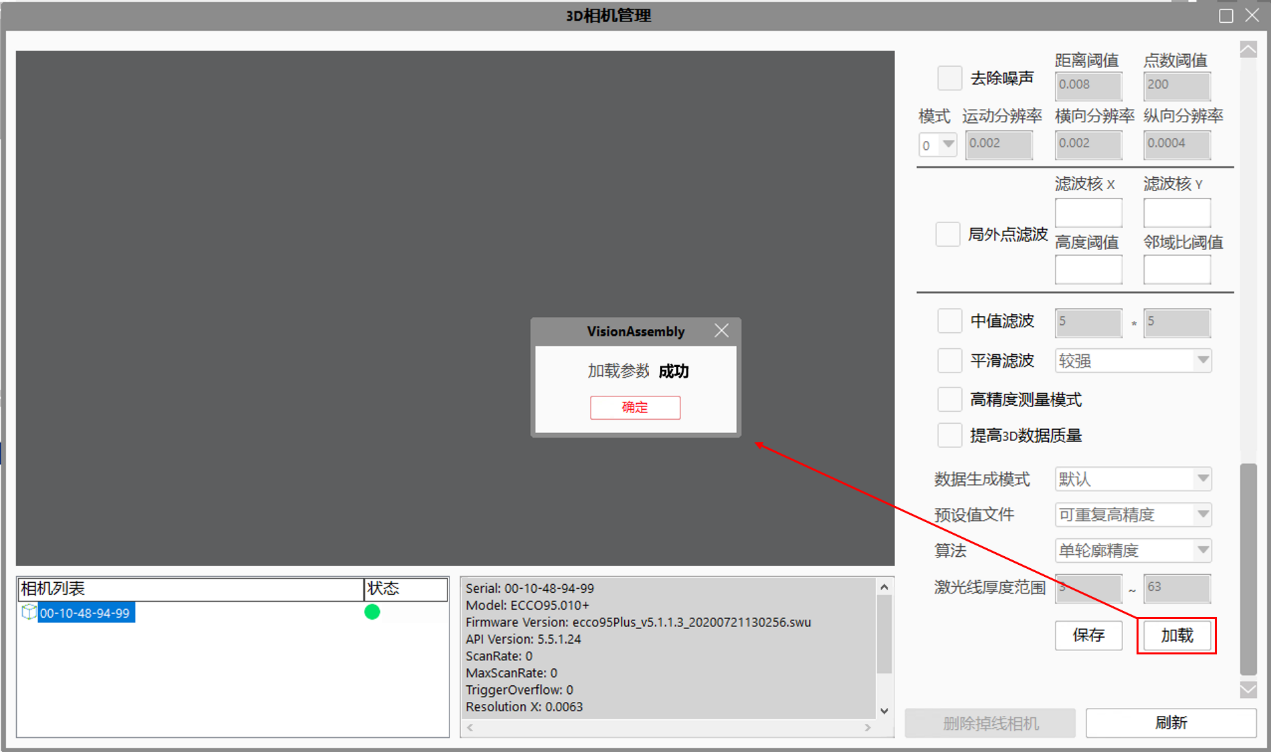 3D相机管理
距离阈值 点数阈值
去除噪声 0.008 200
模式 运动分辨率 横向分辨率 纵向分辨率
0 0.002 0.002 0.0004
滤波核 X 滤波核 Y
局外点滤波
高度阈值 邻域比阈值
中值滤波 5 * 5
平滑滤波 较强
高精度测量模式
提高3D数据质量
数据生成模式 默认
预设值文件 可重复高精度
算法 单轮廓精度
激光线厚度范围 3 ~ 63
保存 加载
删除掉线相机 刷新
VisionAssembly
加载参数 成功
确定
相机列表 状态
00-10-48-94-99
Serial: 00-10-48-94-99
Model: ECCO95.010+
Firmware Version: ecco95Plus_v5.1.1.3_20200721130256.swu
API Version: 5.5.1.24
ScanRate: 0
MaxScanRate: 0
TriggerOverflow: 0
Resolution X: 0.0063